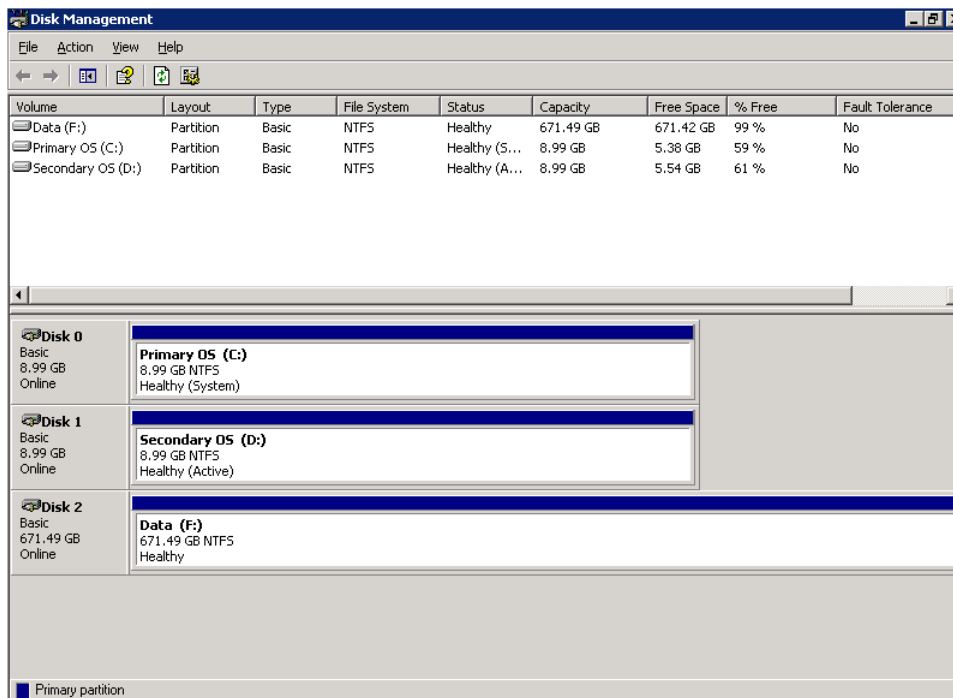 Disk Management
File Action View Help
Volume Layout Type File System Status Capacity Free Space % Free Fault Tolerance
Data (F:) Partition Basic NTFS Healthy 671.49 GB 671.42 GB 99 % No
Primary OS (C:) Partition Basic NTFS Healthy (S... 8.99 GB 5.38 GB 59 % No
Secondary OS (D:) Partition Basic NTFS Healthy (A... 8.99 GB 5.54 GB 61 % No
Disk 0
Basic
8.99 GB
Online
Primary OS (C:)
8.99 GB NTFS
Healthy (System)
Disk 1
Basic
8.99 GB
Online
Secondary OS (D:)
8.99 GB NTFS
Healthy (Active)
Disk 2
Basic
671.49 GB
Online
Data (F:)
671.49 GB NTFS
Healthy
Primary partition